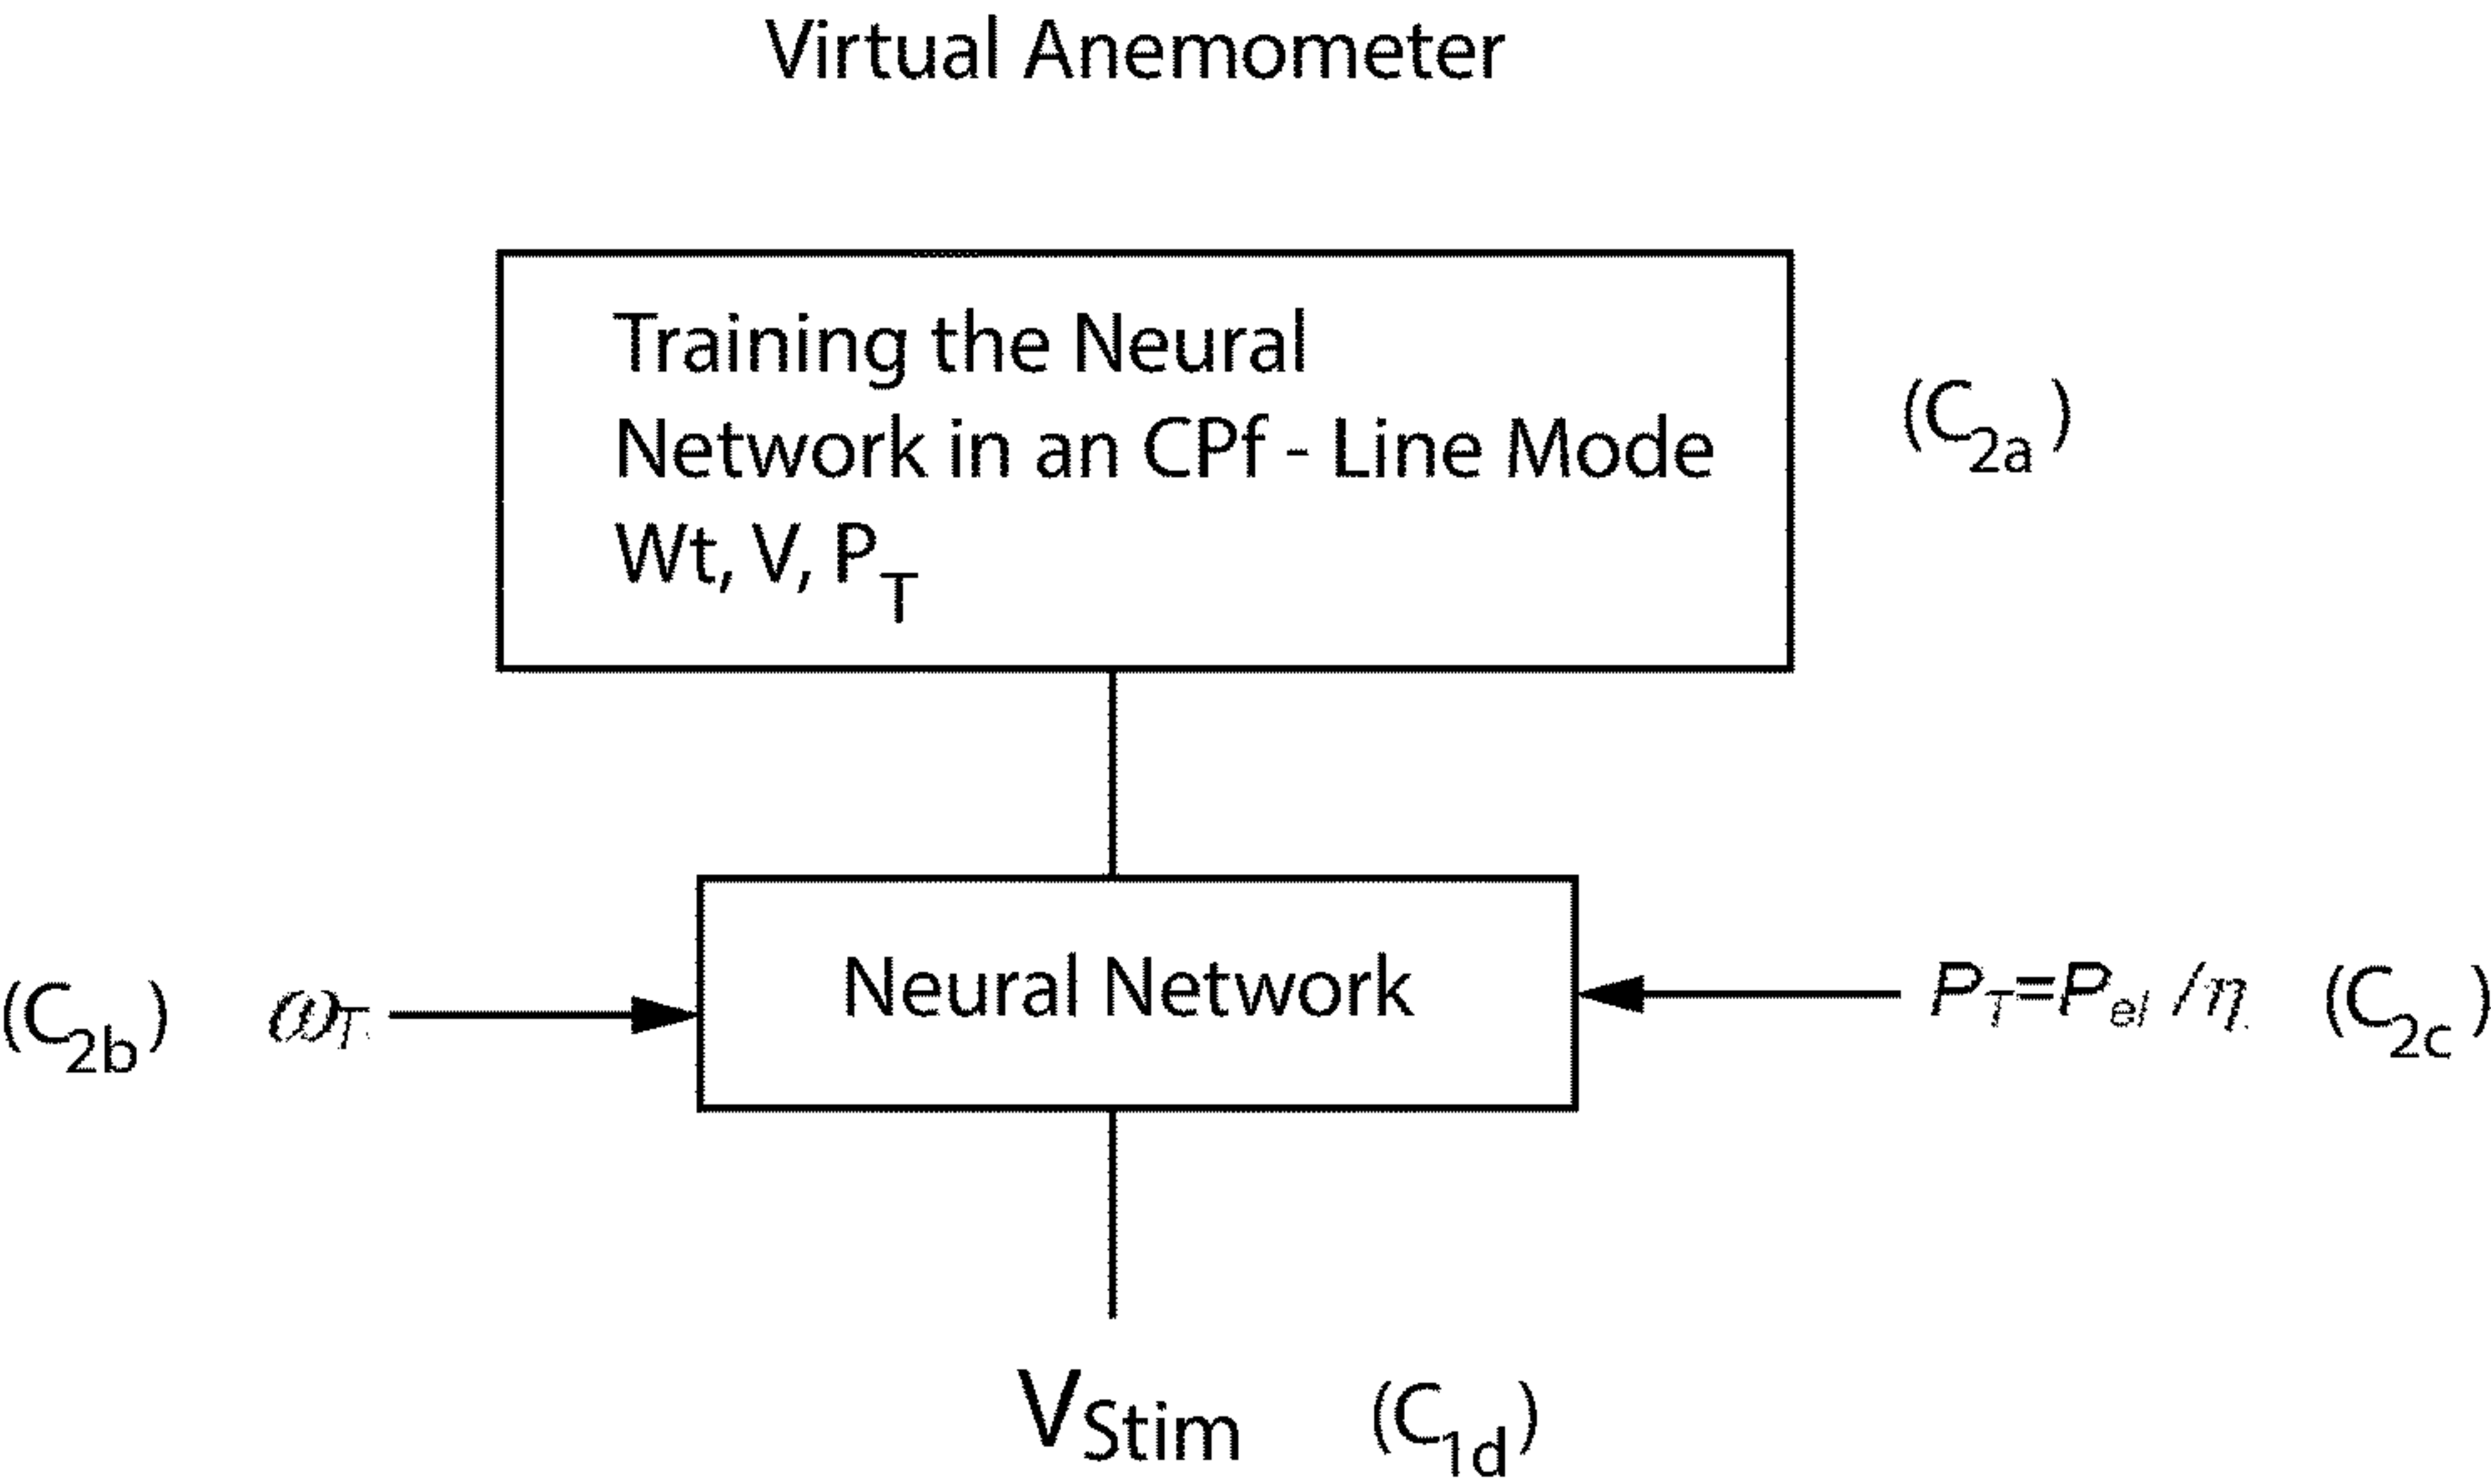 Virtual Anemometer
Training the Neural
Network in an CPf - Line Mode
Wt, V, P_T
(C_2a)
Neural Network
(C_2b) ω_T
P_T=P_el /η (C_2c)
V_Stim (C_1d)